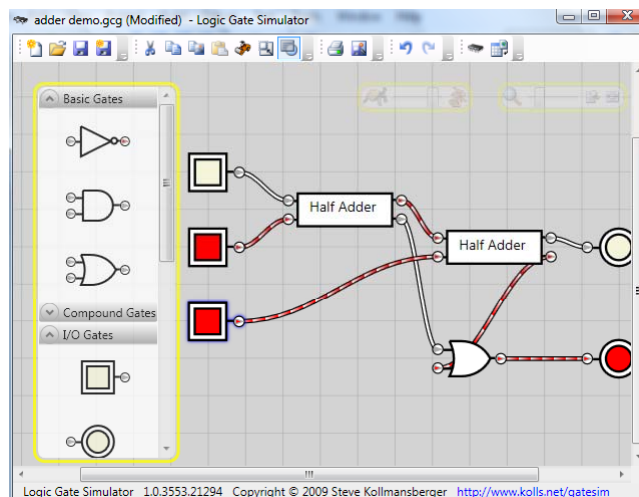 adder demo.gcg (Modified) - Logic Gate Simulator
Basic Gates
Half Adder
Half Adder
Compound Gates
I/O Gates
Logic Gate Simulator 1.0.3553.21294 Copyright © 2009 Steve Kollmansberger http://www.kolls.net/gatesim